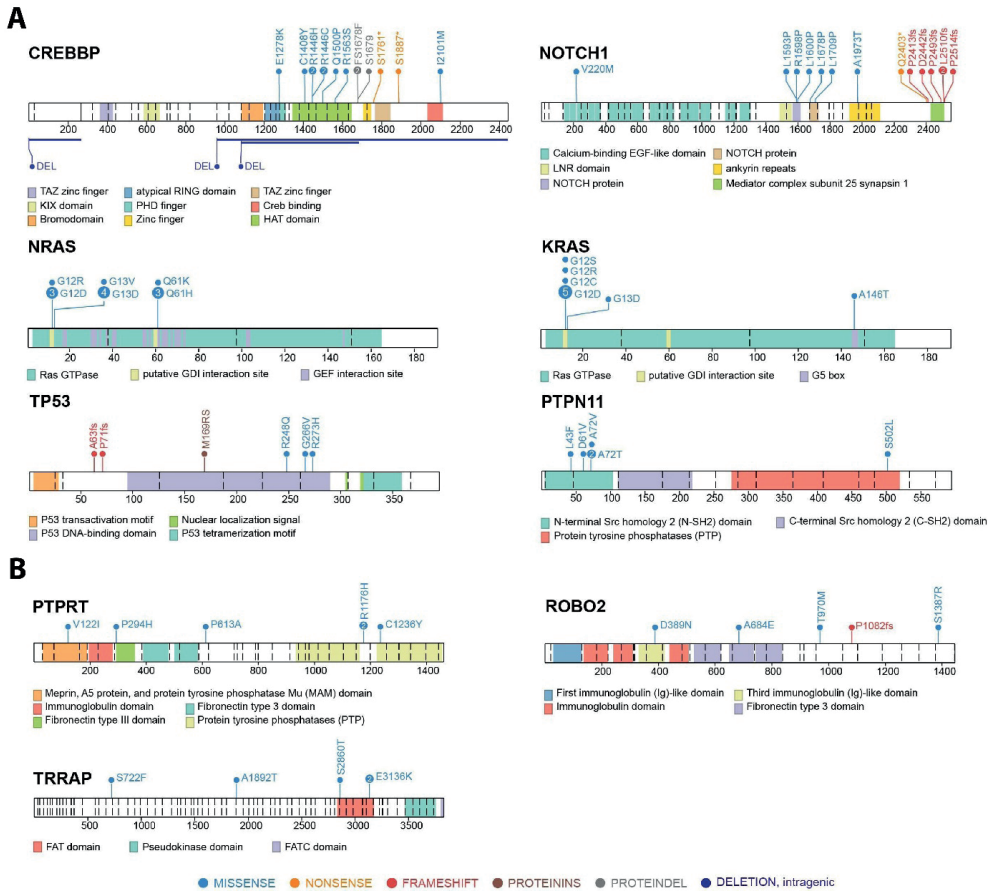 A
CREBBP
E1278K
C1408Y
2 R1446H
2 R1446C
Q1500P
R1563S
2 FS1678F
S1679
S1761*
S1887*
I2101M
200 400 600 800 1000 1200 1400 1600 1800 2000 2200 2400
DEL DEL DEL
TAZ zinc finger atypical RING domain TAZ zinc finger
KIX domain PHD finger Creb binding
Bromodomain Zinc finger HAT domain
NOTCH1
V220M
L1593P
R1598P
L1600P
L1678P
L1709P
A1973T
Q2403*
P2413fs
D2442fs
P2493fs
2 L2510fs
P2514fs
200 400 600 800 1000 1200 1400 1600 1800 2000 2200 2400
Calcium-binding EGF-like domain NOTCH protein
LNR domain ankyrin repeats
NOTCH protein Mediator complex subunit 25 synapsin 1
NRAS
G12R G13V Q61K
3 G12D 4 G13D 3 Q61H
20 40 60 80 100 120 140 160 180
Ras GTPase putative GDI interaction site GEF interaction site
KRAS
G12S
G12R
G12C
5 G12D G13D A146T
20 40 60 80 100 120 140 160 180
Ras GTPase putative GDI interaction site G5 box
TP53
A63fs
P71fs
M169RS
R248Q
G266V
R273H
50 100 150 200 250 300 350
P53 transactivation motif Nuclear localization signal
P53 DNA-binding domain P53 tetramerization motif
PTPN11
L43F
D61V
A72V
2 A72T
S502L
50 100 150 200 250 300 350 400 450 500 550
N-terminal Src homology 2 (N-SH2) domain C-terminal Src homology 2 (C-SH2) domain
Protein tyrosine phosphatases (PTP)
B
PTPRT
V122I P294H P613A 2 R1176H C1236Y
200 400 600 800 1000 1200 1400
Meprin, A5 protein, and protein tyrosine phosphatase Mu (MAM) domain
Immunoglobulin domain Fibronectin type 3 domain
Fibronectin type III domain Protein tyrosine phosphatases (PTP)
ROBO2
D389N A684E T970M P1082fs S1387R
200 400 600 800 1000 1200 1400
First immunoglobulin (Ig)-like domain Third immunoglobulin (Ig)-like domain
Immunoglobulin domain Fibronectin type 3 domain
TRRAP
S722F A1892T S2860T 2 E3136K
500 1000 1500 2000 2500 3000 3500
FAT domain Pseudokinase domain FATC domain
MISSENSE NONSENSE FRAMESHIFT PROTEININS PROTEINDEL DELETION, intragenic